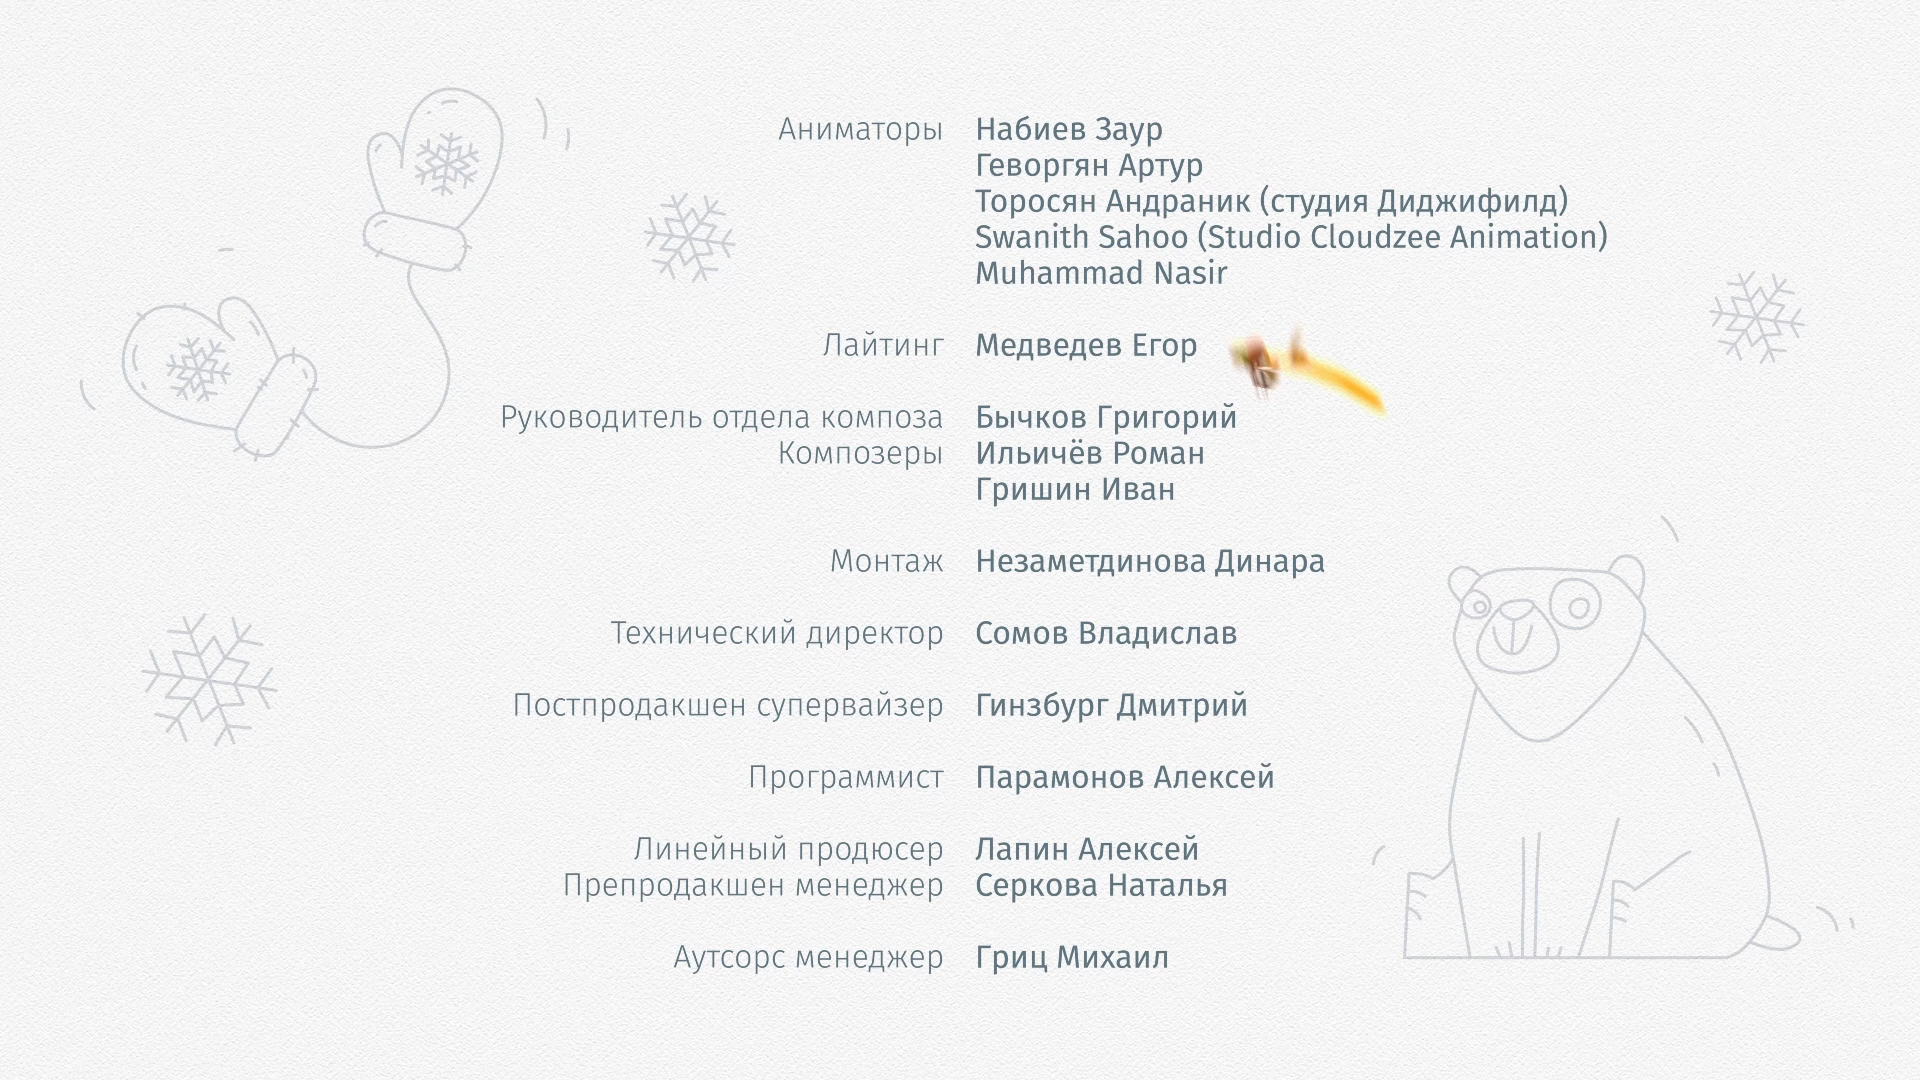 Аниматоры Набиев Заур
Геворгян Артур
Торосян Андраник (студия Диджифилд)
Swanith Sahoo (Studio Cloudzee Animation)
Muhammad Nasir
Лайтинг Медведев Егор
Руководитель отдела композа Бычков Григорий
Композеры Ильичёв Роман
Гришин Иван
Монтаж Незаметдинова Динара
Технический директор Сомов Владислав
Постпродакшен супервайзер Гинзбург Дмитрий
Программист Парамонов Алексей
Линейный продюсер Лапин Алексей
Препродакшен менеджер Серкова Наталья
Аутсорс менеджер Гриц Михаил